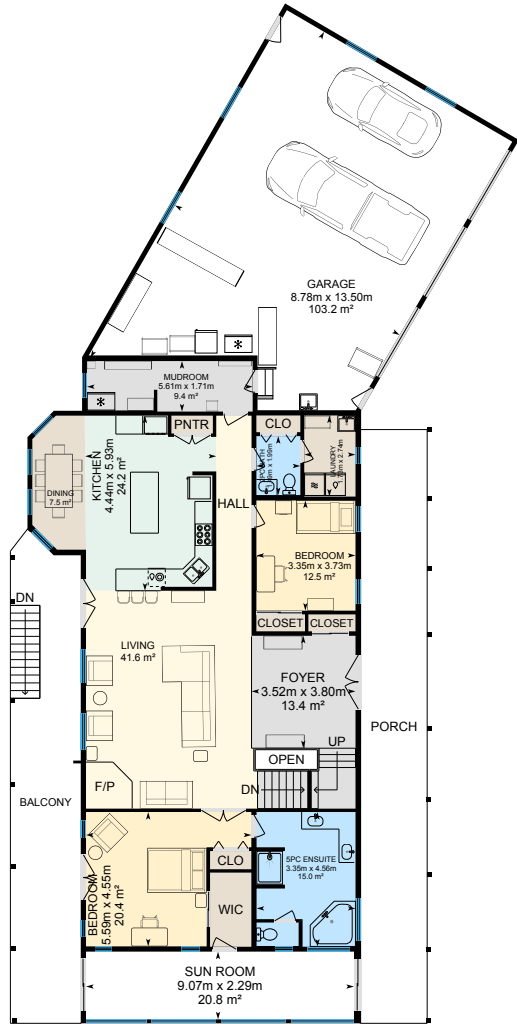 GARAGE
8.78m x 13.50m
103.2 m²
MUDROOM
5.61m x 1.71m
9.4 m²
PNTR
CLO
KITCHEN
4.44m x 5.93m
24.2 m²
DINING
7.5 m²
LAUNDRY
x 2.74m
x 1.99m
HALL
BEDROOM
3.35m x 3.73m
12.5 m²
CLOSET
CLOSET
DN
LIVING
41.6 m²
FOYER
3.52m x 3.80m
13.4 m²
PORCH
UP
OPEN
F/P
DN
BALCONY
CLO
5PC ENSUITE
3.35m x 4.56m
15.0 m²
BEDROOM
5.59m x 4.55m
20.4 m²
WIC
SUN ROOM
9.07m x 2.29m
20.8 m²